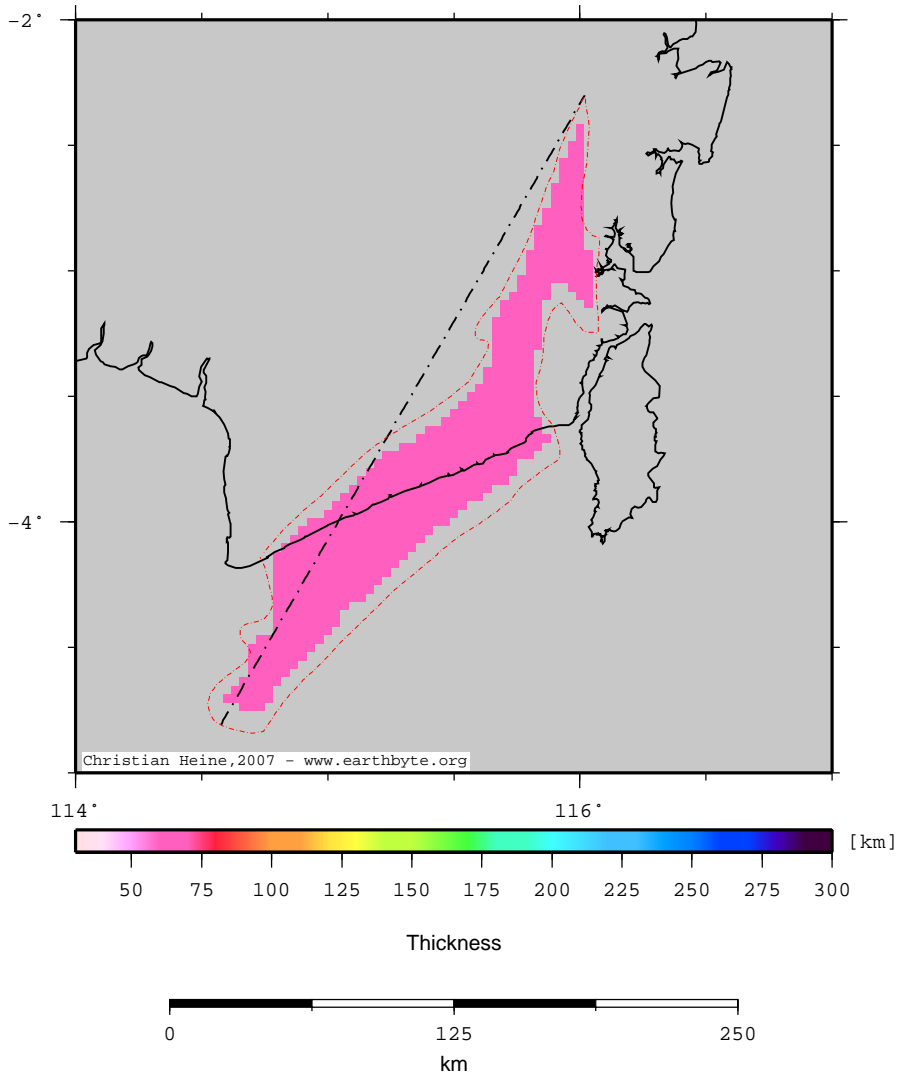 -2°
-4°
Christian Heine,2007 - www.earthbyte.org
114° 116°
[km]
50 75 100 125 150 175 200 225 250 275 300
Thickness
0 125 250
km